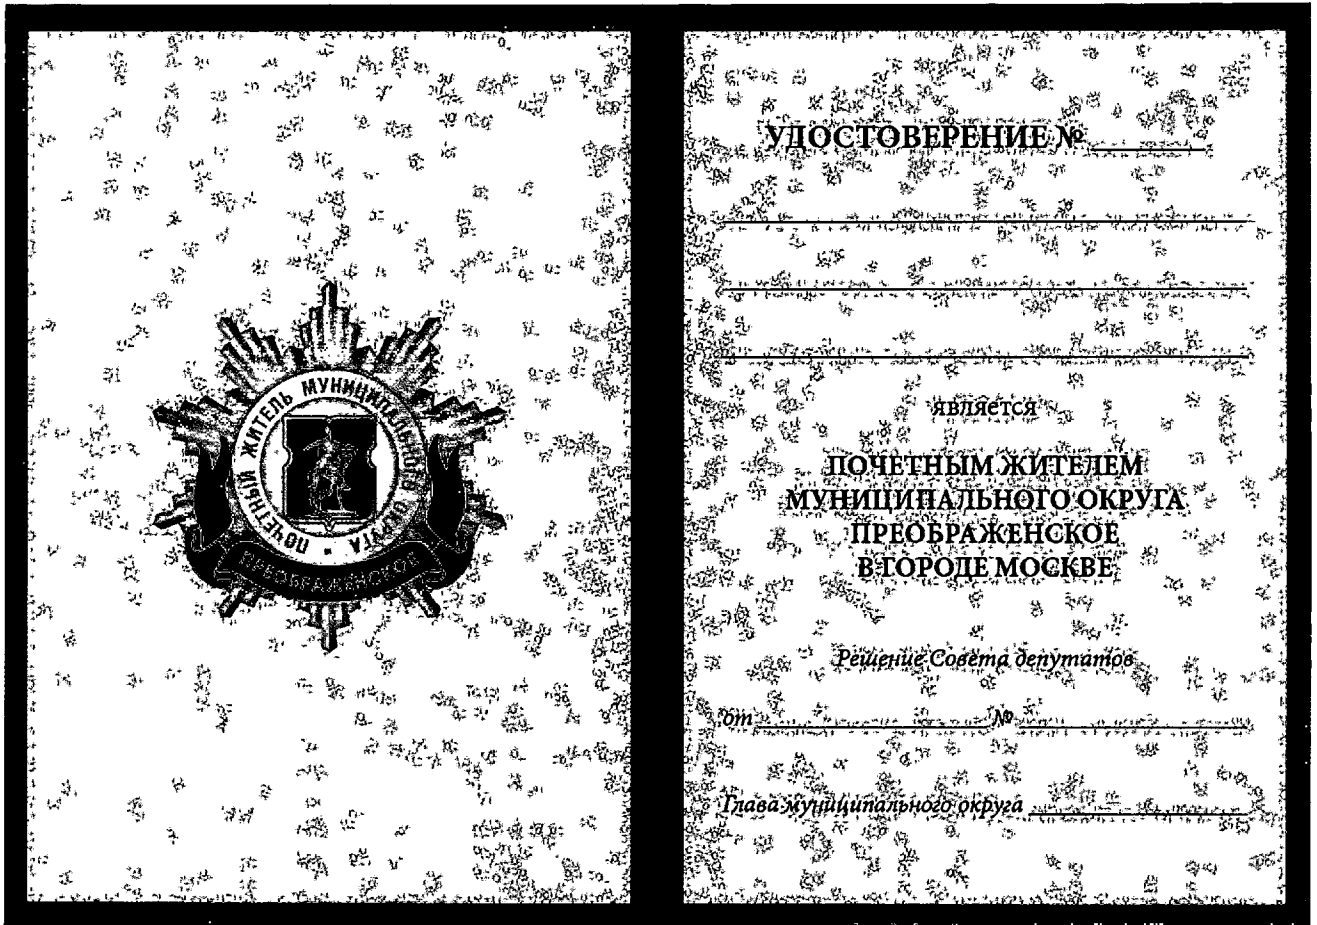 ПОЧЕТНЫЙ ЖИТЕЛЬ МУНИЦИПАЛЬНОГО ОКРУГА
ПРЕОБРАЖЕНСКОЕ
УДОСТОВЕРЕНИЕ №
является
ПОЧЕТНЫМ ЖИТЕЛЕМ
МУНИЦИПАЛЬНОГО ОКРУГА
ПРЕОБРАЖЕНСКОЕ
В ГОРОДЕ МОСКВЕ
Решение Совета депутатов
от №
Глава муниципального округа